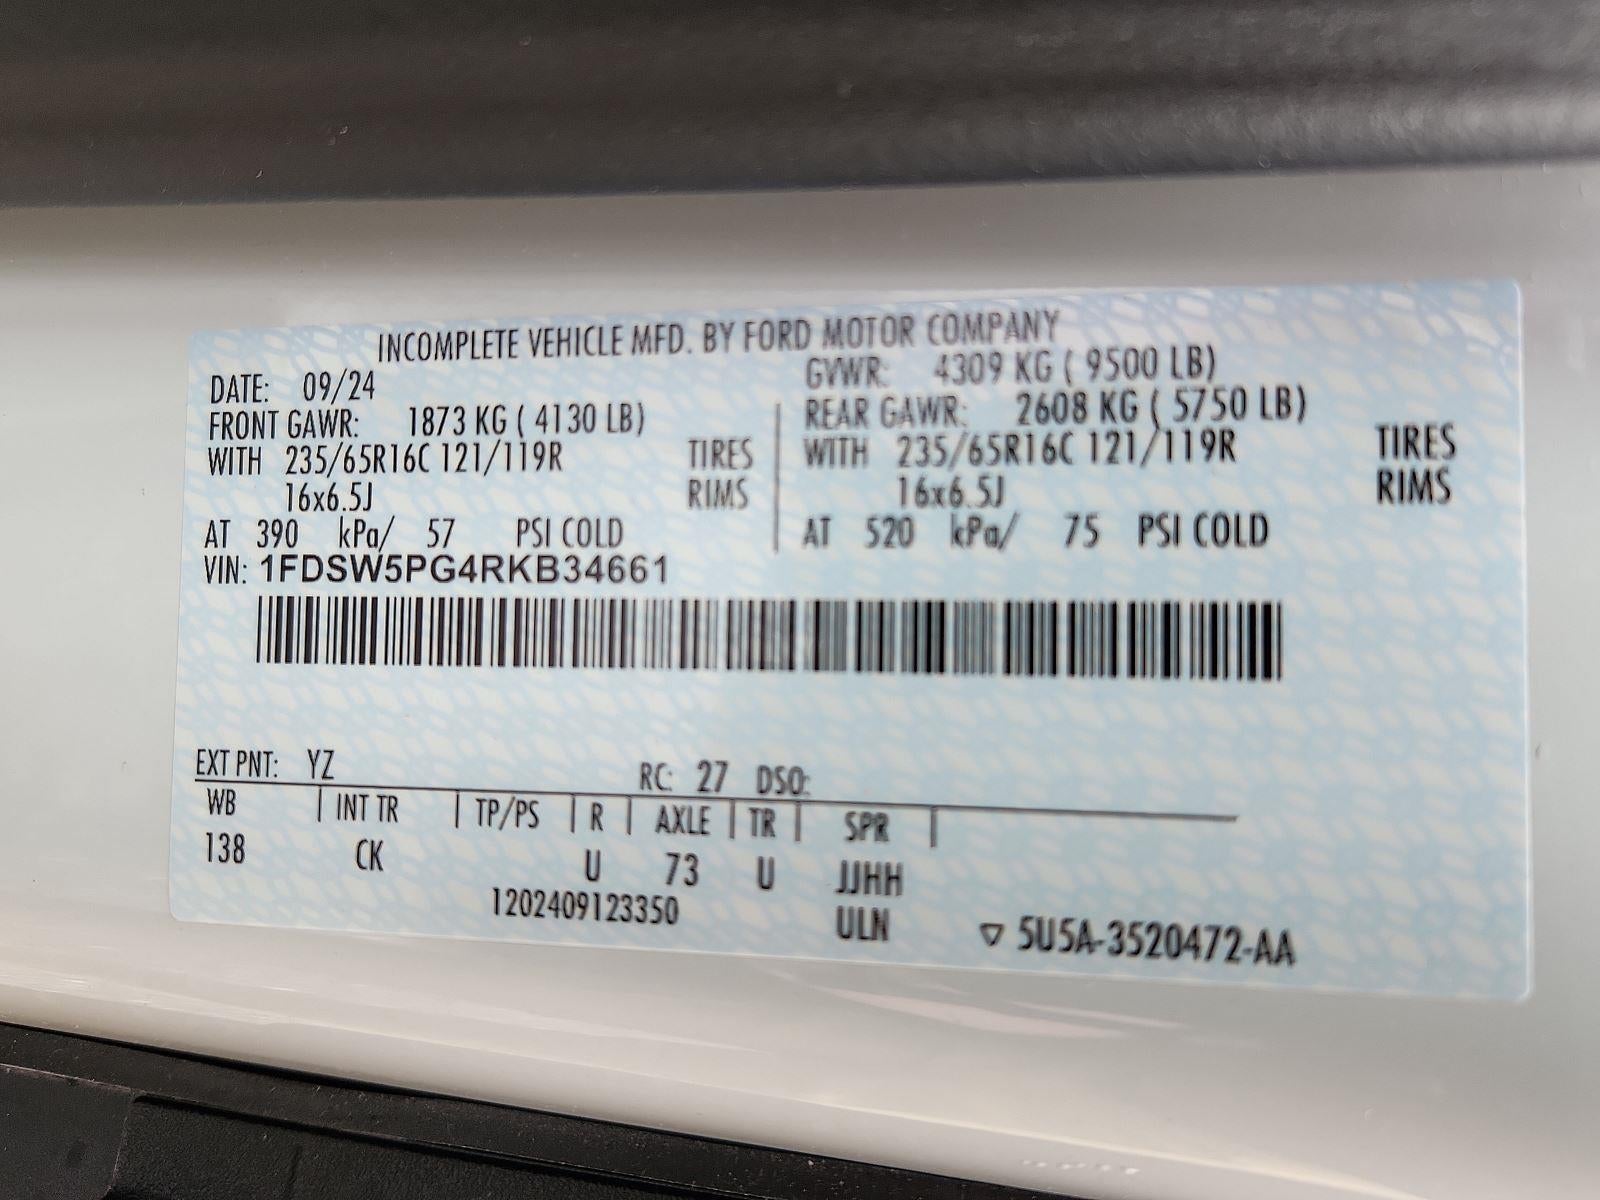 INCOMPLETE VEHICLE MFD. BY FORD MOTOR COMPANY
DATE: 09/24 GVWR: 4309 KG ( 9500 LB)
FRONT GAWR: 1873 KG ( 4130 LB) REAR GAWR: 2608 KG ( 5750 LB)
WITH 235/65R16C 121/119R TIRES WITH 235/65R16C 121/119R TIRES
16x6.5J RIMS 16x6.5J RIMS
AT 390 kPa/ 57 PSI COLD AT 520 kPa/ 75 PSI COLD
VIN: 1FDSW5PG4RKB34661
EXT PNT: YZ RC: 27 DSO:
WB INT TR TP/PS R AXLE TR SPR
138 CK U 73 U JJHH
1202409123350 ULN ▽ 5U5A-3520472-AA